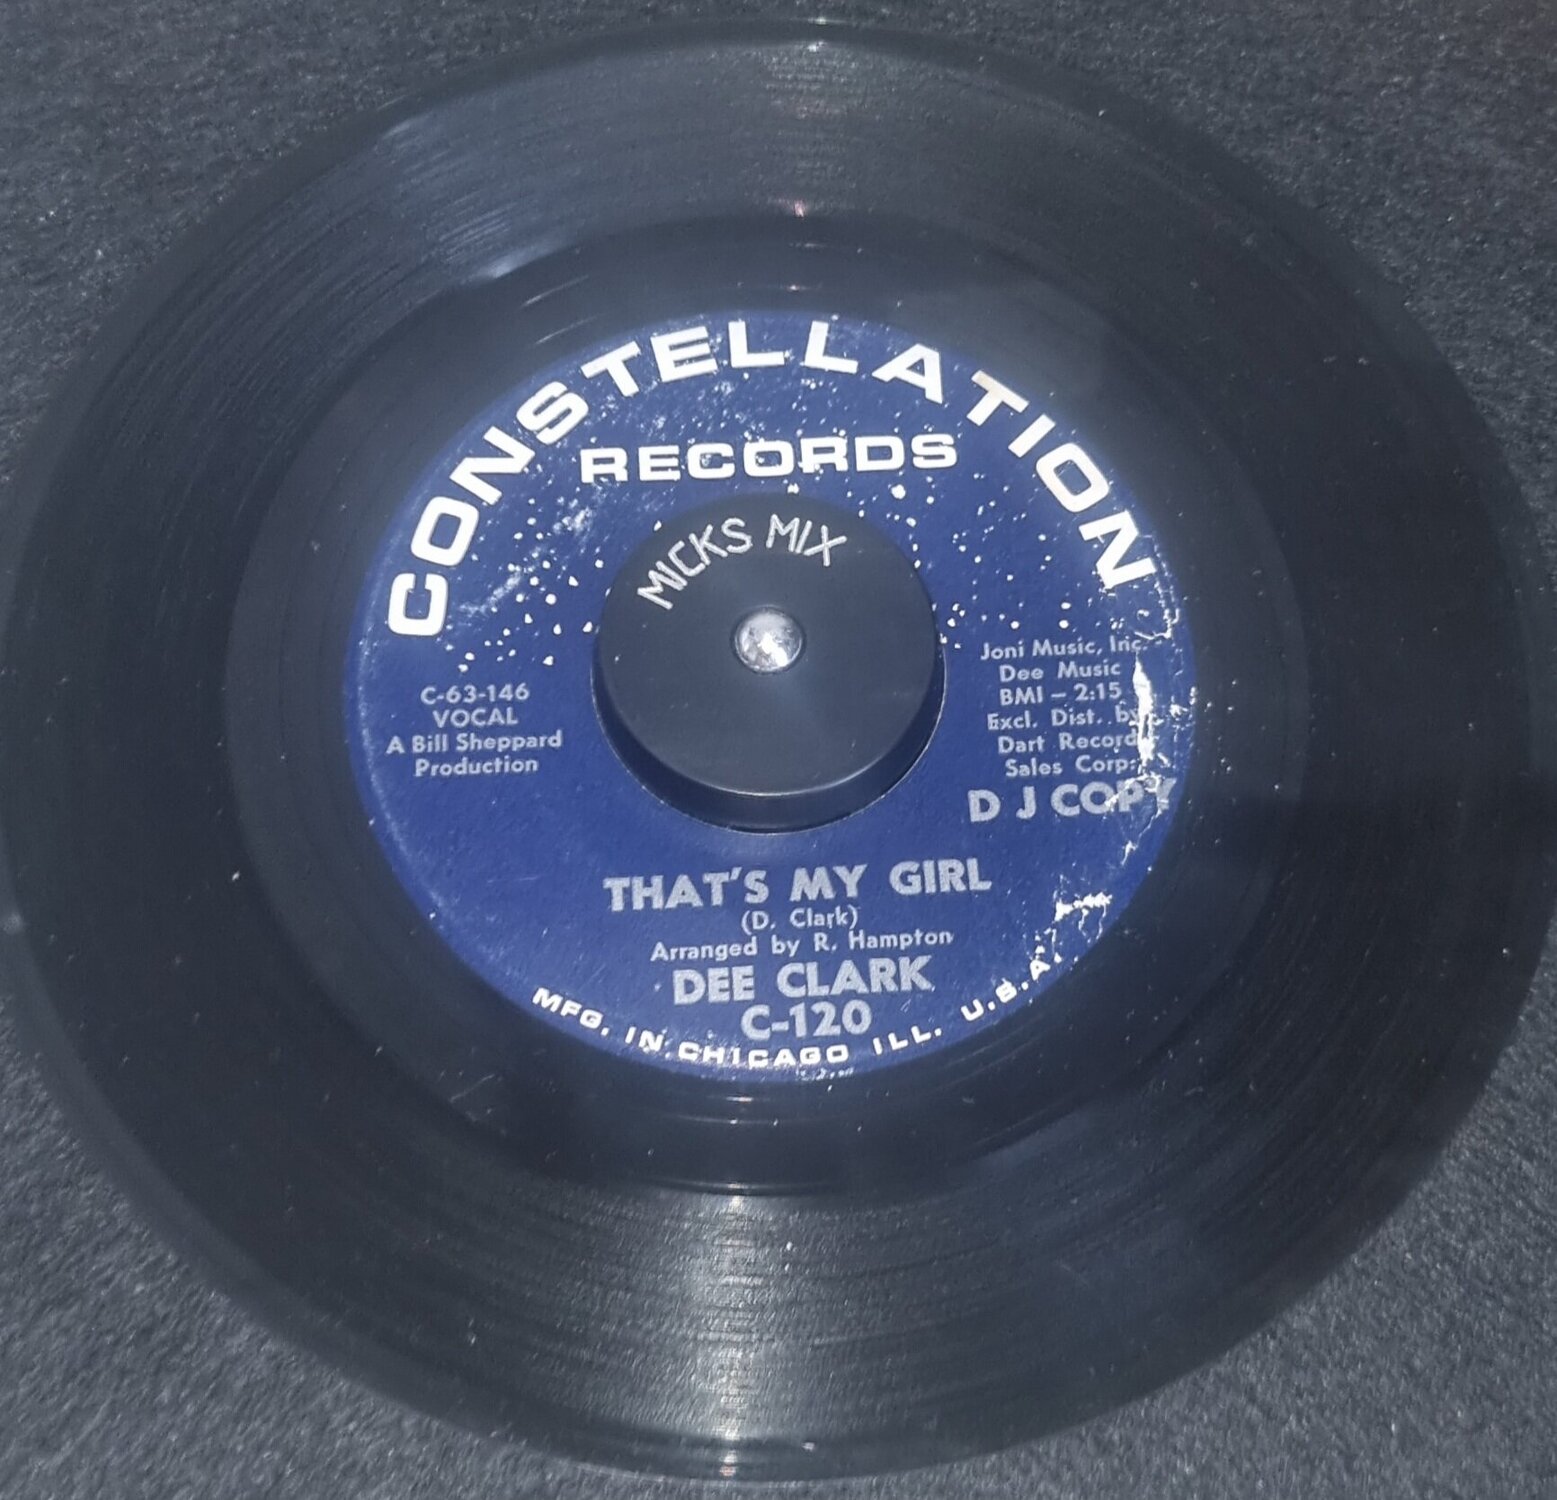 CONSTELLATION
RECORDS
MICKS MIX
C-63-146
VOCAL
A Bill Sheppard
Production
Joni Music, Inc.
Dee Music
BMI - 2:15
Excl. Dist. by
Dart Record
Sales Corp.
D J COPY
THAT'S MY GIRL
(D. Clark)
Arranged by R. Hampton
DEE CLARK
C-120
MFG. IN CHICAGO ILL. U.S.A.